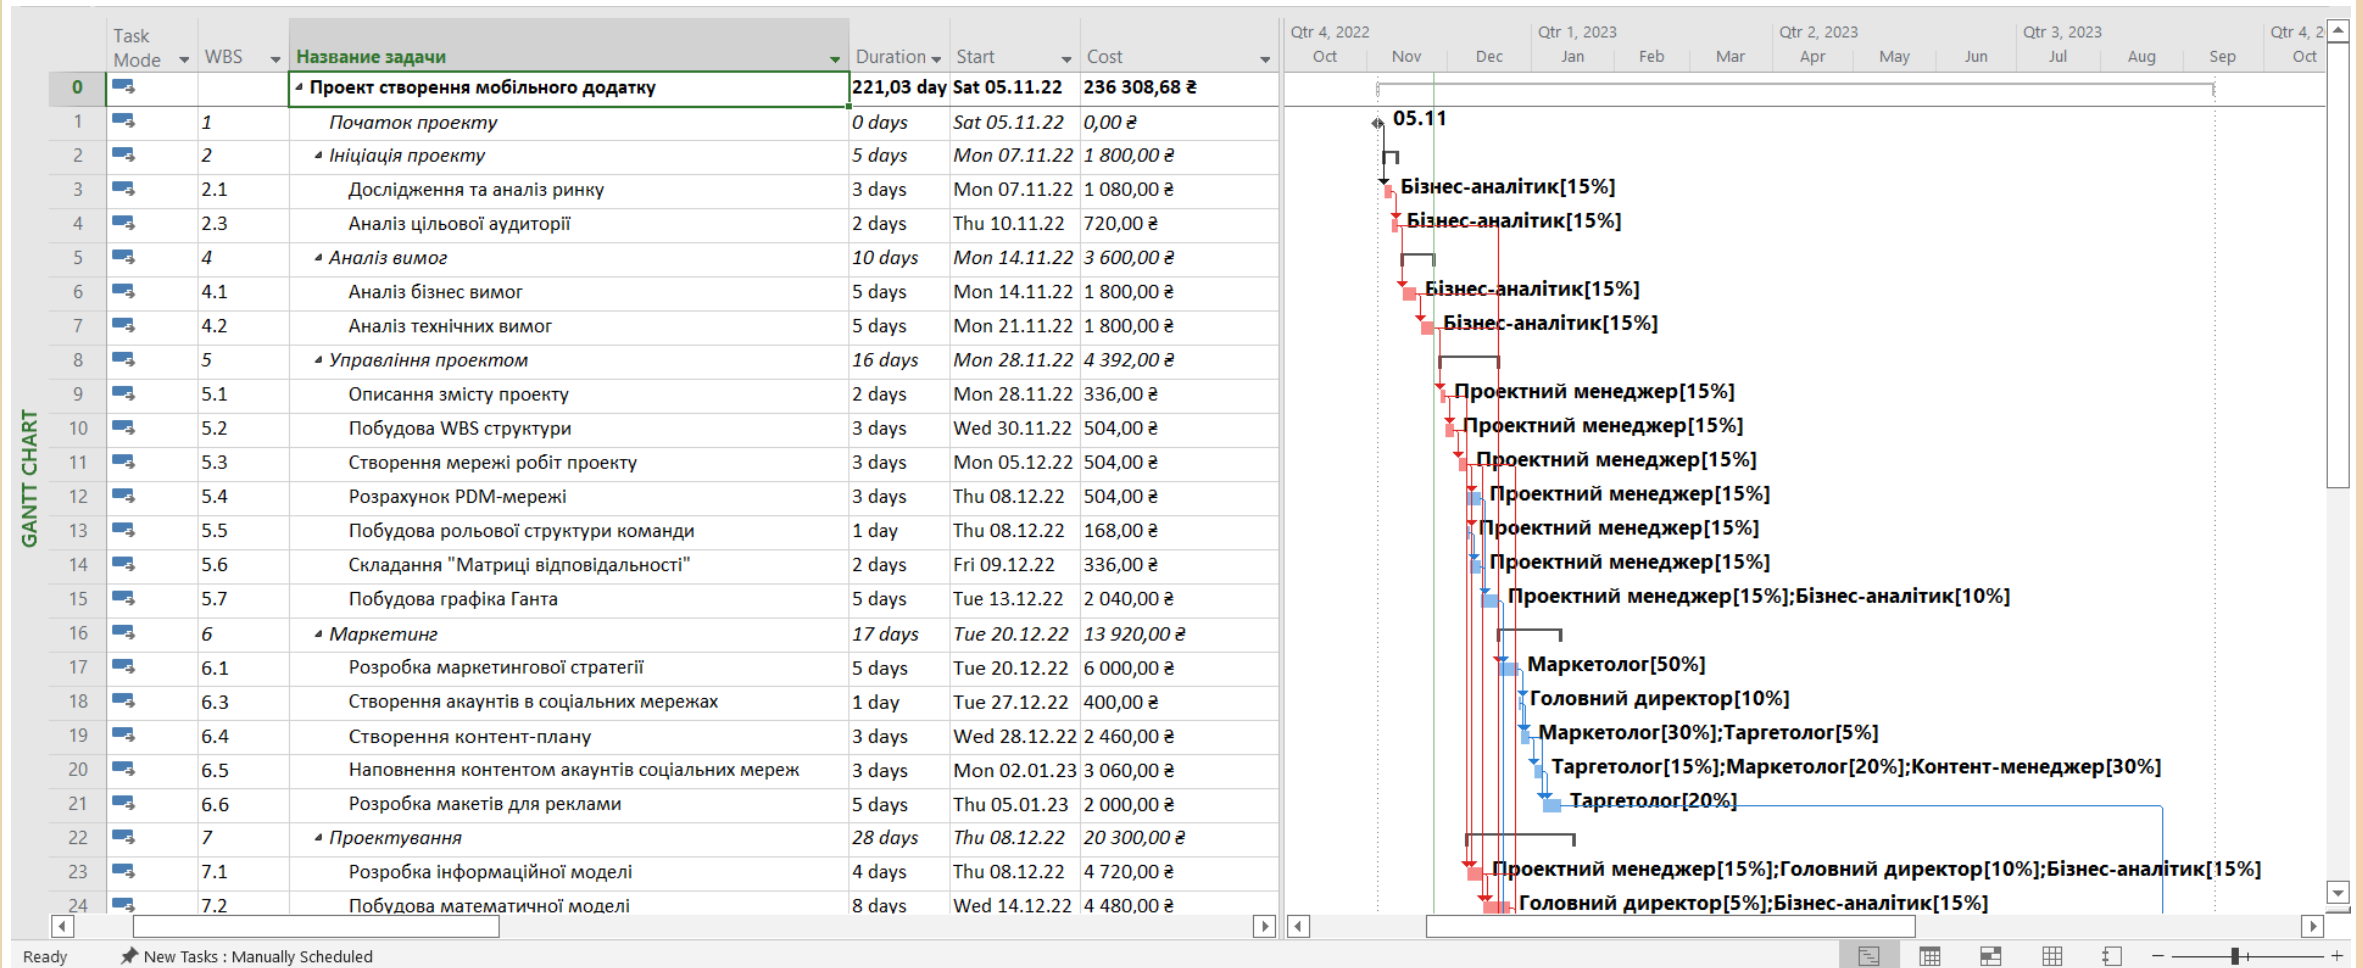 Qtr 4, 2022 Qtr 1, 2023 Qtr 2, 2023 Qtr 3, 2023 Qtr 4, 2
Task Mode WBS Название задачи Duration Start Cost Oct Nov Dec Jan Feb Mar Apr May Jun Jul Aug Sep Oct
0 Проект створення мобільного додатку 221,03 day Sat 05.11.22 236 308,68 ₴
1 1 Початок проекту 0 days Sat 05.11.22 0,00 ₴ 05.11
2 2 Ініціація проекту 5 days Mon 07.11.22 1 800,00 ₴
3 2.1 Дослідження та аналіз ринку 3 days Mon 07.11.22 1 080,00 ₴ Бізнес-аналітик[15%]
4 2.3 Аналіз цільової аудиторії 2 days Thu 10.11.22 720,00 ₴ Бізнес-аналітик[15%]
5 4 Аналіз вимог 10 days Mon 14.11.22 3 600,00 ₴
6 4.1 Аналіз бізнес вимог 5 days Mon 14.11.22 1 800,00 ₴ Бізнес-аналітик[15%]
7 4.2 Аналіз технічних вимог 5 days Mon 21.11.22 1 800,00 ₴ Бізнес-аналітик[15%]
8 5 Управління проектом 16 days Mon 28.11.22 4 392,00 ₴
9 5.1 Описання змісту проекту 2 days Mon 28.11.22 336,00 ₴ Проектний менеджер[15%]
10 5.2 Побудова WBS структури 3 days Wed 30.11.22 504,00 ₴ Проектний менеджер[15%]
11 5.3 Створення мережі робіт проекту 3 days Mon 05.12.22 504,00 ₴ Проектний менеджер[15%]
12 5.4 Розрахунок PDM-мережі 3 days Thu 08.12.22 504,00 ₴ Проектний менеджер[15%]
13 5.5 Побудова рольової структури команди 1 day Thu 08.12.22 168,00 ₴ Проектний менеджер[15%]
14 5.6 Складання "Матриці відповідальності" 2 days Fri 09.12.22 336,00 ₴ Проектний менеджер[15%]
15 5.7 Побудова графіка Ганта 5 days Tue 13.12.22 2 040,00 ₴ Проектний менеджер[15%];Бізнес-аналітик[10%]
16 6 Маркетинг 17 days Tue 20.12.22 13 920,00 ₴
17 6.1 Розробка маркетингової стратегії 5 days Tue 20.12.22 6 000,00 ₴ Маркетолог[50%]
18 6.3 Створення акаунтів в соціальних мережах 1 day Tue 27.12.22 400,00 ₴ Головний директор[10%]
19 6.4 Створення контент-плану 3 days Wed 28.12.22 2 460,00 ₴ Маркетолог[30%];Таргетолог[5%]
20 6.5 Наповнення контентом акаунтів соціальних мереж 3 days Mon 02.01.23 3 060,00 ₴ Таргетолог[15%];Маркетолог[20%];Контент-менеджер[30%]
21 6.6 Розробка макетів для реклами 5 days Thu 05.01.23 2 000,00 ₴ Таргетолог[20%]
22 7 Проектування 28 days Thu 08.12.22 20 300,00 ₴
23 7.1 Розробка інформаційної моделі 4 days Thu 08.12.22 4 720,00 ₴ Проектний менеджер[15%];Головний директор[10%];Бізнес-аналітик[15%]
24 7.2 Побудова математичної моделі 8 days Wed 14.12.22 4 480,00 ₴ Головний директор[5%];Бізнес-аналітик[15%]
GANTT CHART
Ready New Tasks : Manually Scheduled